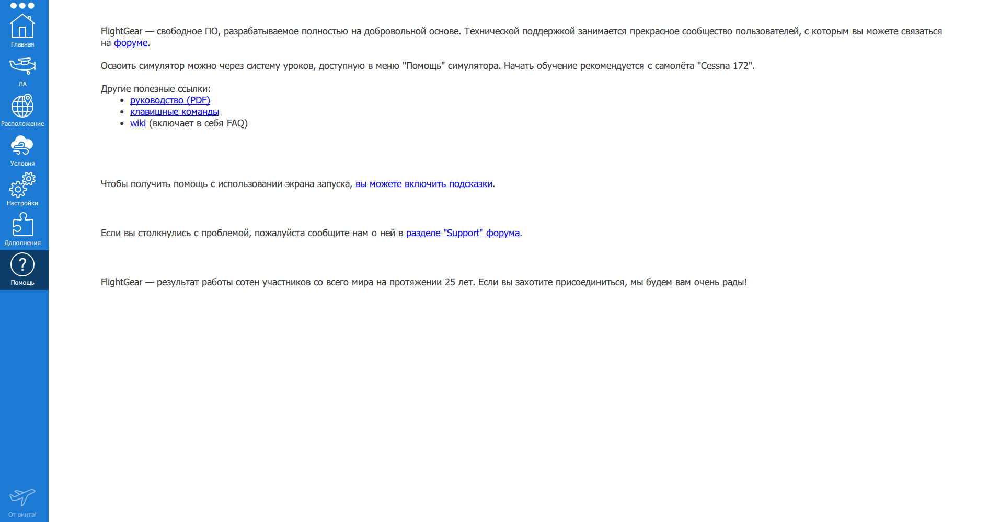 Главная
ЛА
Расположение
Условия
Настройки
Дополнения
Помощь
От винта!
FlightGear — свободное ПО, разрабатываемое полностью на добровольной основе. Технической поддержкой занимается прекрасное сообщество пользователей, с которым вы можете связаться
на форуме.
Освоить симулятор можно через систему уроков, доступную в меню "Помощь" симулятора. Начать обучение рекомендуется с самолёта "Cessna 172".
Другие полезные ссылки:
• руководство (PDF)
• клавишные команды
• wiki (включает в себя FAQ)
Чтобы получить помощь с использовании экрана запуска, вы можете включить подсказки.
Если вы столкнулись с проблемой, пожалуйста сообщите нам о ней в разделе "Support" форума.
FlightGear — результат работы сотен участников со всего мира на протяжении 25 лет. Если вы захотите присоединиться, мы будем вам очень рады!